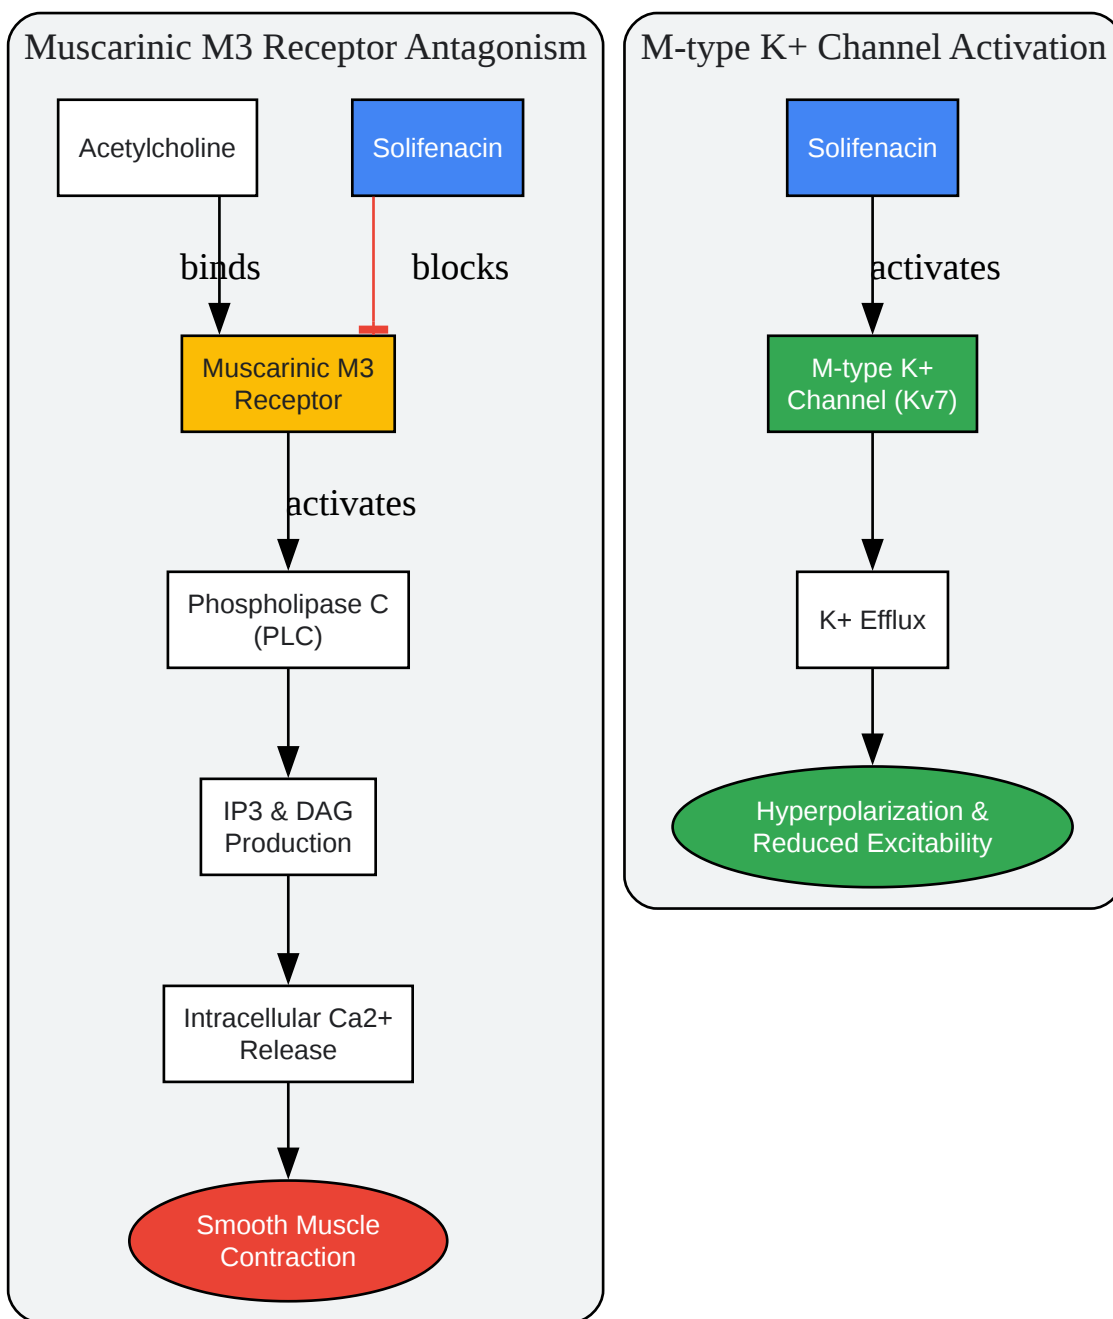 Muscarinic M3 Receptor Antagonism
Acetylcholine
Solifenacin
binds
blocks
Muscarinic M3
Receptor
activates
Phospholipase C
(PLC)
IP3 & DAG
Production
Intracellular Ca2+
Release
Smooth Muscle
Contraction
M-type K+ Channel Activation
Solifenacin
activates
M-type K+
Channel (Kv7)
K+ Efflux
Hyperpolarization &
Reduced Excitability